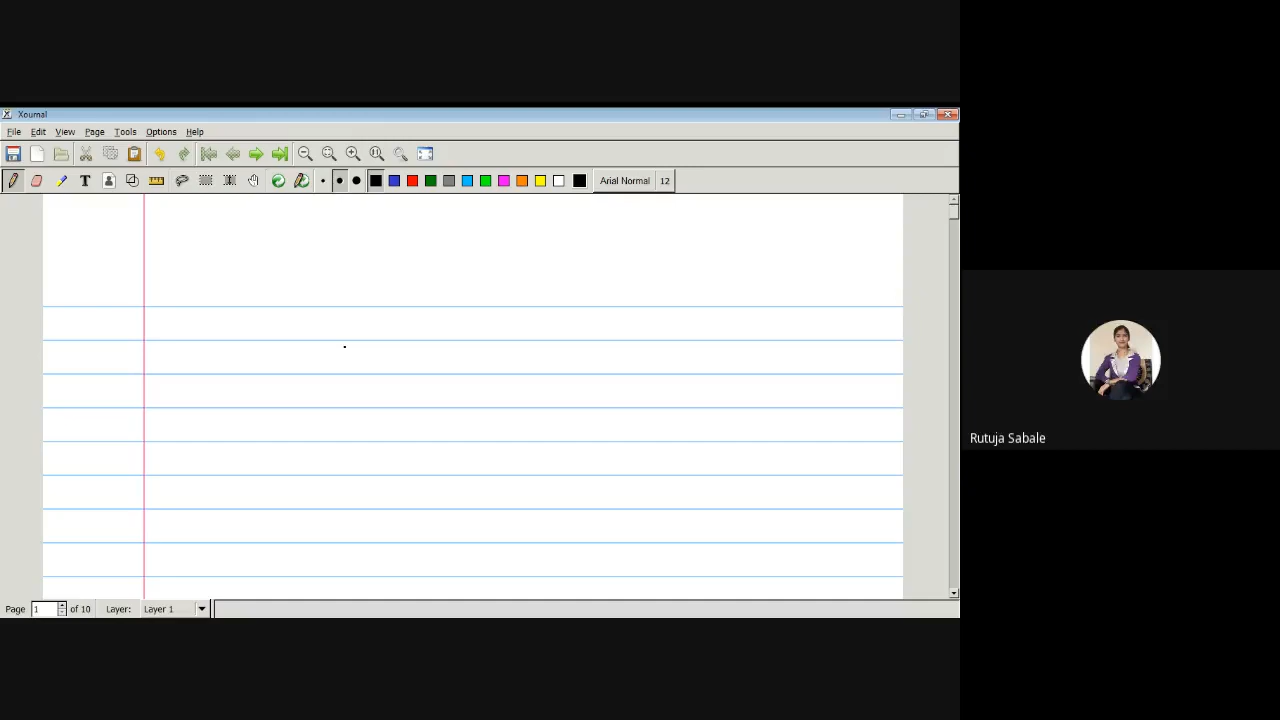 Xournal
File Edit View Page Tools Options Help
T Arial Normal 12
Rutuja Sabale
Page 1 of 10 Layer: Layer 1